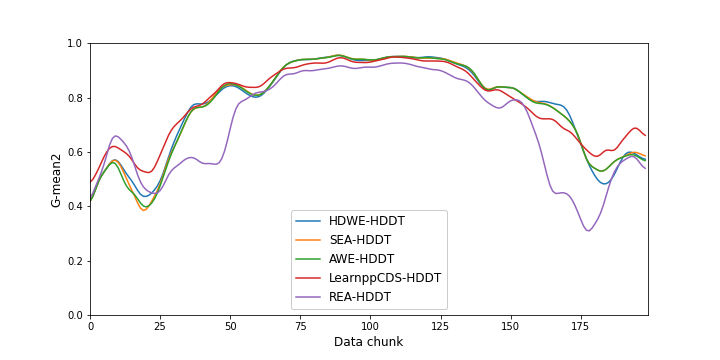 1.0
0.8
0.6
0.4
0.2
0.0
G-mean2
0
25
50
75
100
125
150
175
Data chunk
HDWE-HDDT
SEA-HDDT
AWE-HDDT
LearnppCDS-HDDT
REA-HDDT